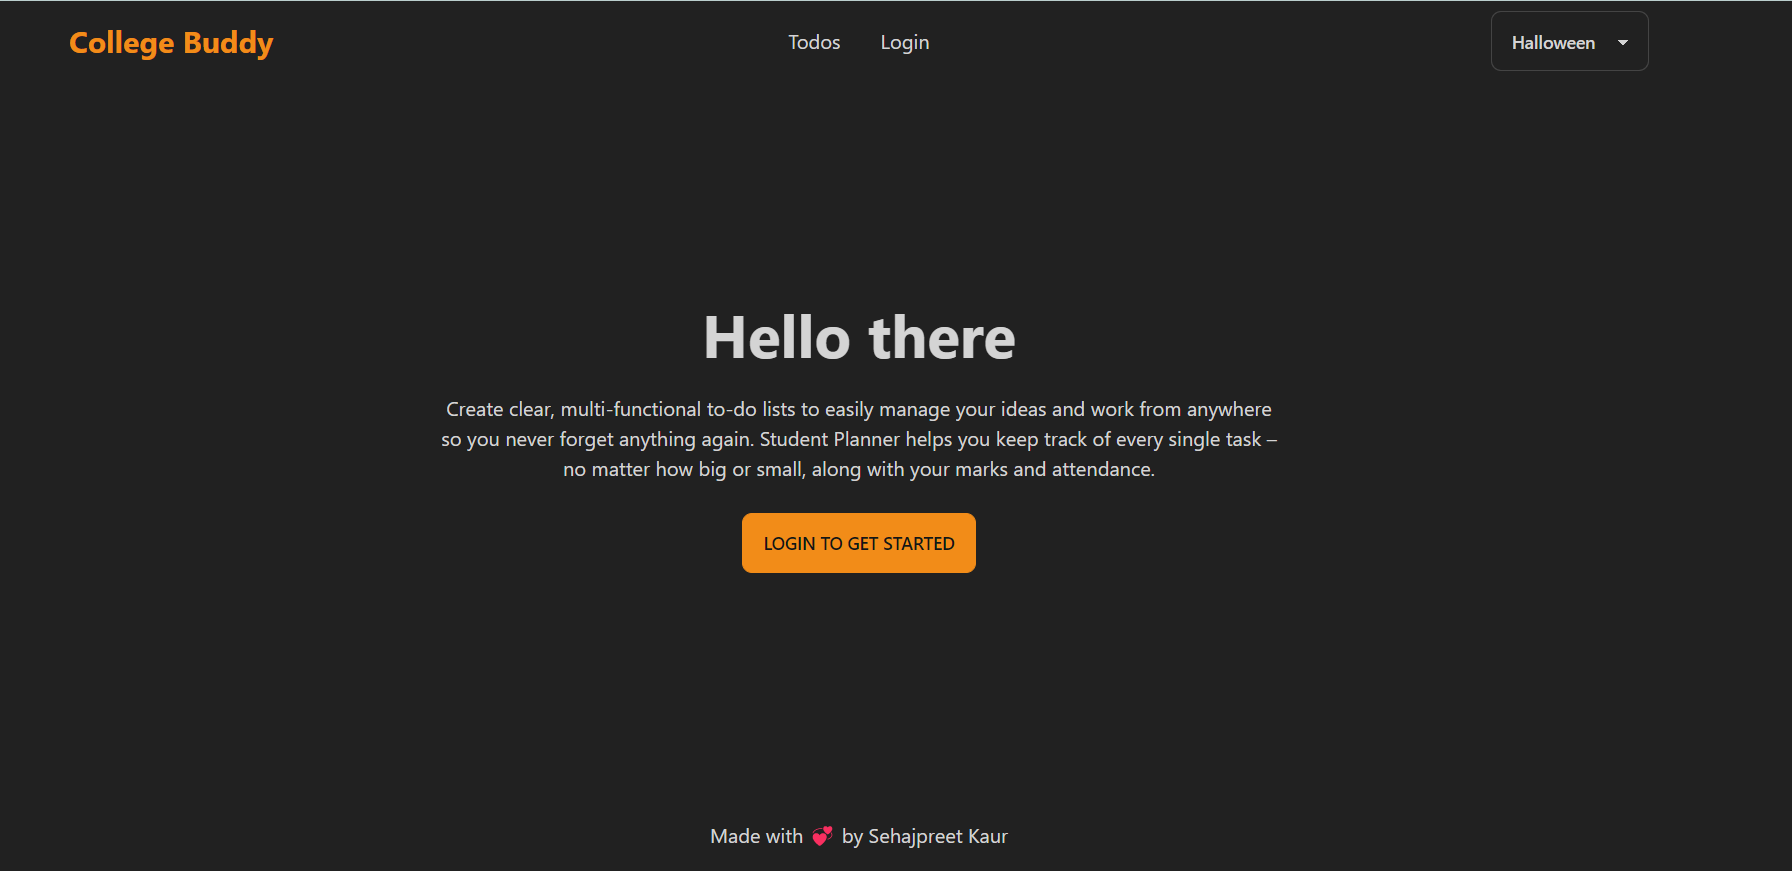 College Buddy
Todos
Login
Halloween
Hello there
Create clear, multi-functional to-do lists to easily manage your ideas and work from anywhere
so you never forget anything again. Student Planner helps you keep track of every single task –
no matter how big or small, along with your marks and attendance.
LOGIN TO GET STARTED
Made with 💞 by Sehajpreet Kaur